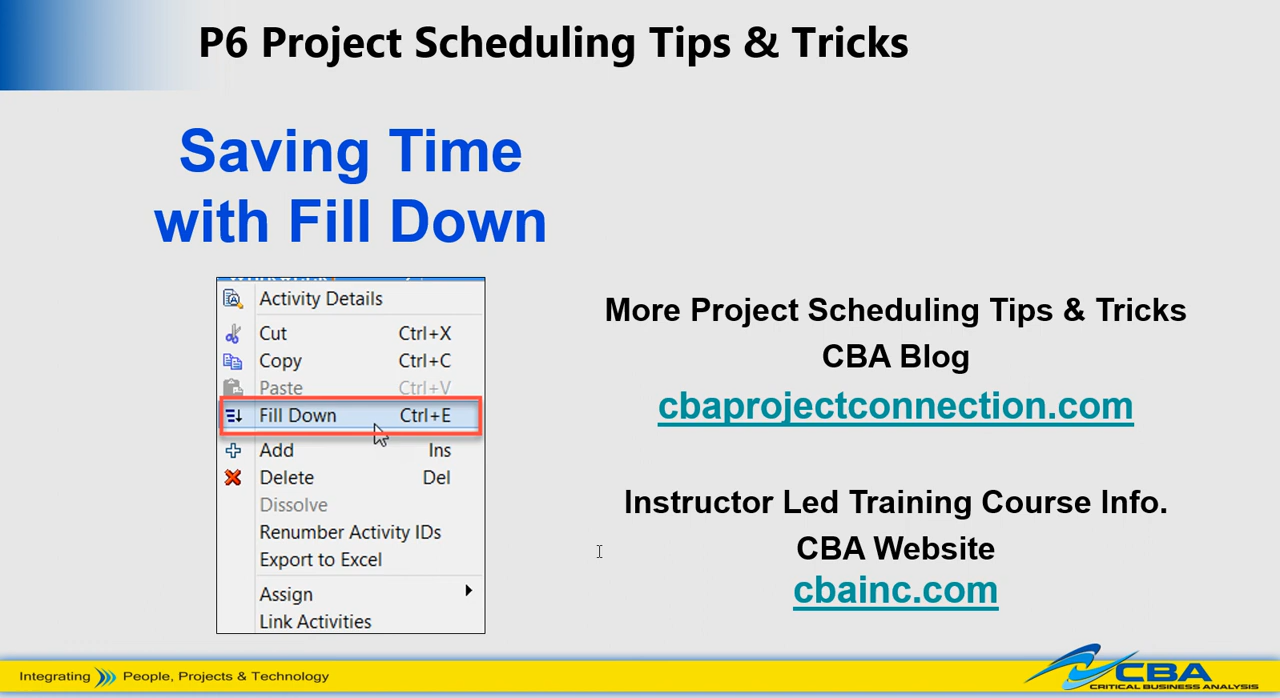 P6 Project Scheduling Tips & Tricks
Saving Time
with Fill Down
Activity Details
Cut Ctrl+X
Copy Ctrl+C
Paste Ctrl+V
Fill Down Ctrl+E
Add Ins
Delete Del
Dissolve
Renumber Activity IDs
Export to Excel
Assign
Link Activities
More Project Scheduling Tips & Tricks
CBA Blog
cbaprojectconnection.com
Instructor Led Training Course Info.
CBA Website
cbainc.com
Integrating People, Projects & Technology
CBA
CRITICAL BUSINESS ANALYSIS